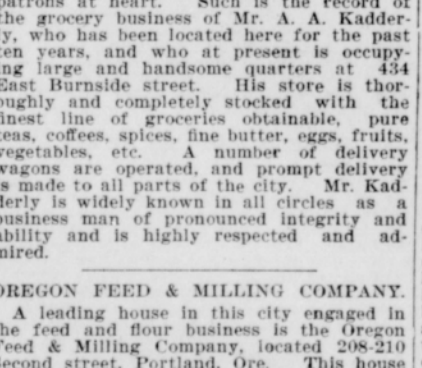 patrons at heart. Such is the record of
the grocery business of Mr. A. A. Kadder-
ly, who has been located here for the past
ten years, and who at present is occupy-
ing large and handsome quarters at 434
East Burnside street. His store is thor-
oughly and completely stocked with the
finest line of groceries obtainable, pure
teas, coffees, spices, fine butter, eggs, fruits,
vegetables, etc. A number of delivery
wagons are operated, and prompt delivery
is made to all parts of the city. Mr. Kad-
derly is widely known in all circles as a
business man of pronounced integrity and
ability and is highly respected and ad-
mired.
OREGON FEED & MILLING COMPANY.
A leading house in this city engaged in
the feed and flour business is the Oregon
Feed & Milling Company, located 208-210
Second street, Portland, Ore. This house